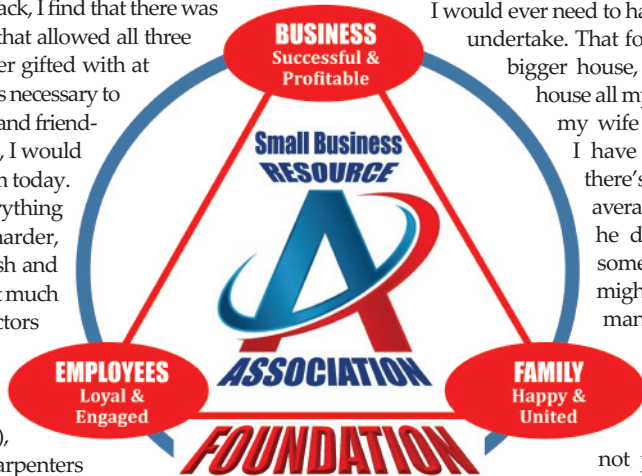 ack, I find that there was
that allowed all three
er gifted with at
s necessary to
and friend-
, I would
n today.
rything
harder,
sh and
t much
ctors
),
arpenters
BUSINESS
Successful &
Profitable
Small Business
RESOURCE
A
ASSOCIATION
EMPLOYEES
Loyal &
Engaged
FAMILY
Happy &
United
FOUNDATION
I would ever need to ha
undertake. That fo
bigger house,
house all my
my wife
I have
there's
avera
he d
some
migh
man
not